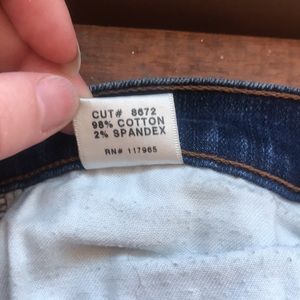 CUT# 8672
98% COTTON
2% SPANDEX
RN# 117965